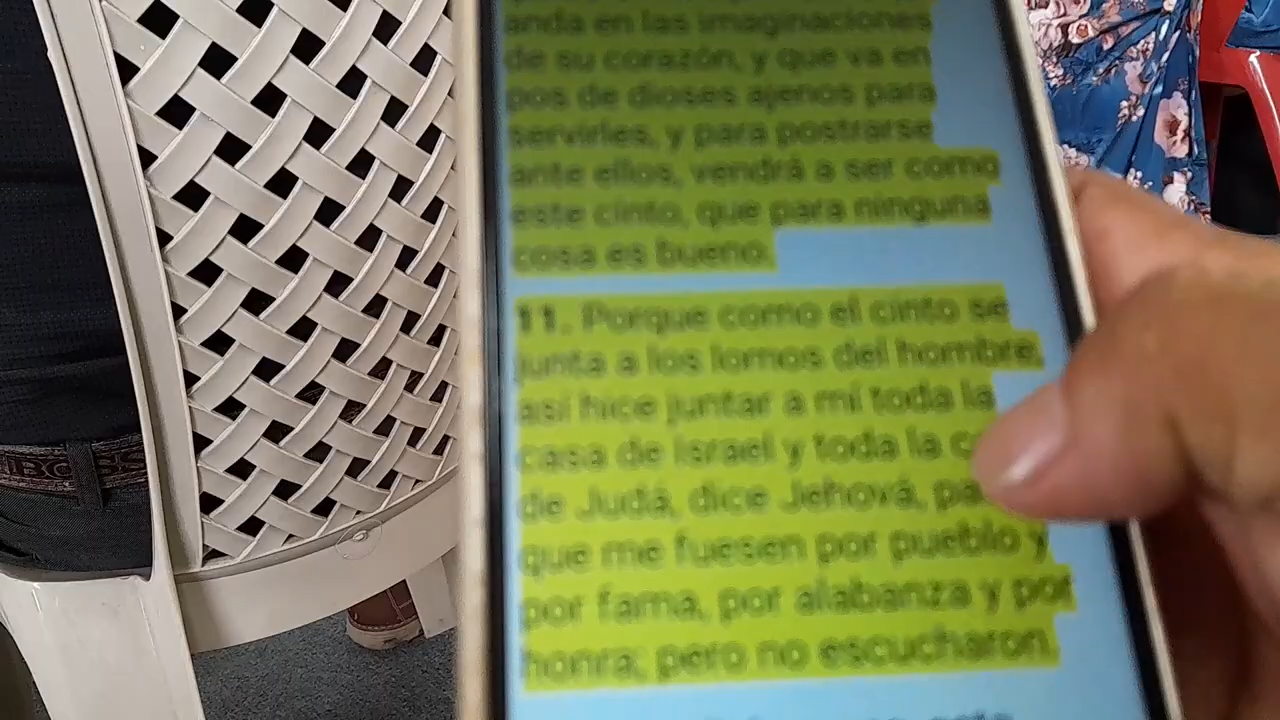 anda en las imaginaciones
de su corazón, y que va en
pos de dioses ajenos para
servirles, y para postrarse
ante ellos, vendrá a ser como
este cinto, que para ninguna
cosa es bueno.
11. Porque como el cinto se
junta a los lomos del hombre,
así hice juntar a mí toda la
casa de Israel y toda la
de Judá, dice Jehová,
que me fuesen por pueblo y
por fama, por alabanza y por
honra; pero no escucharon.
BOSS